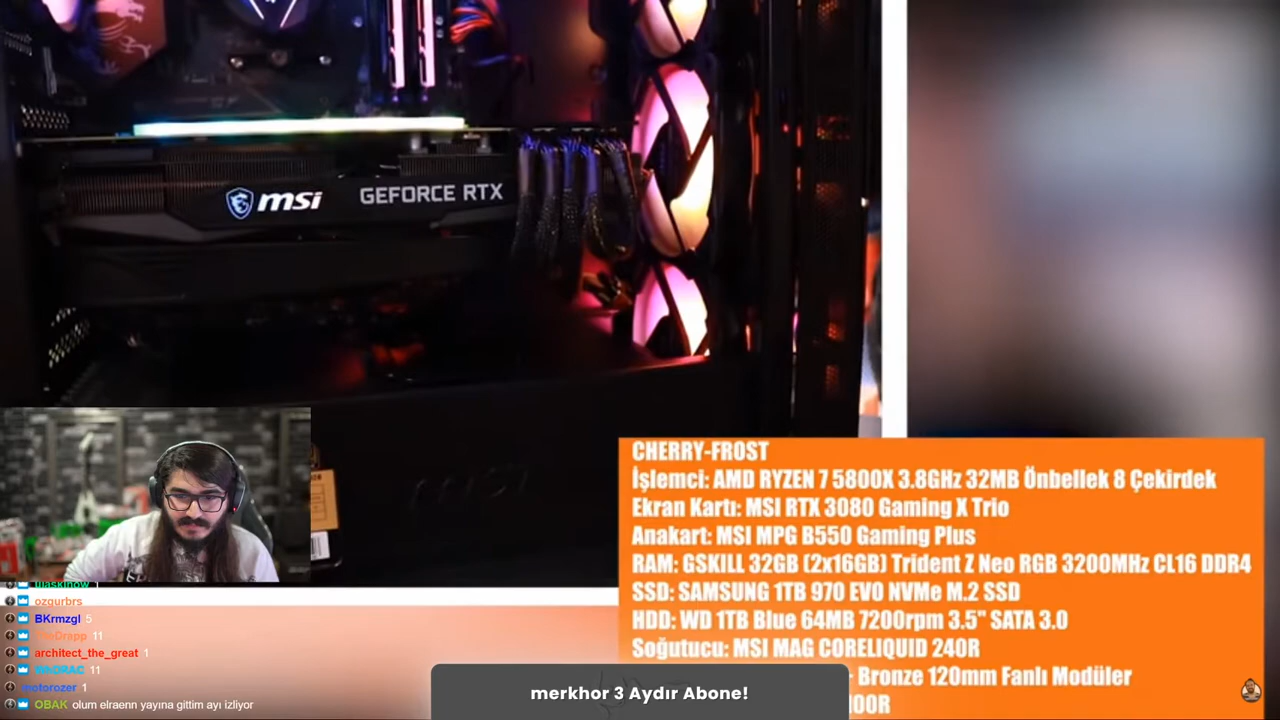 msi GEFORCE RTX
CHERRY-FROST
İşlemci: AMD RYZEN 7 5800X 3.8GHz 32MB Önbellek 8 Çekirdek
Ekran Kartı: MSI RTX 3080 Gaming X Trio
Anakart: MSI MPG B550 Gaming Plus
RAM: GSKILL 32GB (2x16GB) Trident Z Neo RGB 3200MHz CL16 DDR4
SSD: SAMSUNG 1TB 970 EVO NVMe M.2 SSD
HDD: WD 1TB Blue 64MB 7200rpm 3.5" SATA 3.0
Soğutucu: MSI MAG CORELIQUID 240R
Bronze 120mm Fanlı Modüler
100R
merkhor 3 Aydır Abone!
ozgurbrs
BKrmzgl 5
11
architect_the_great 1
11
motorozer 1
OBAK olum elraenn yayına gittim ayı izliyor